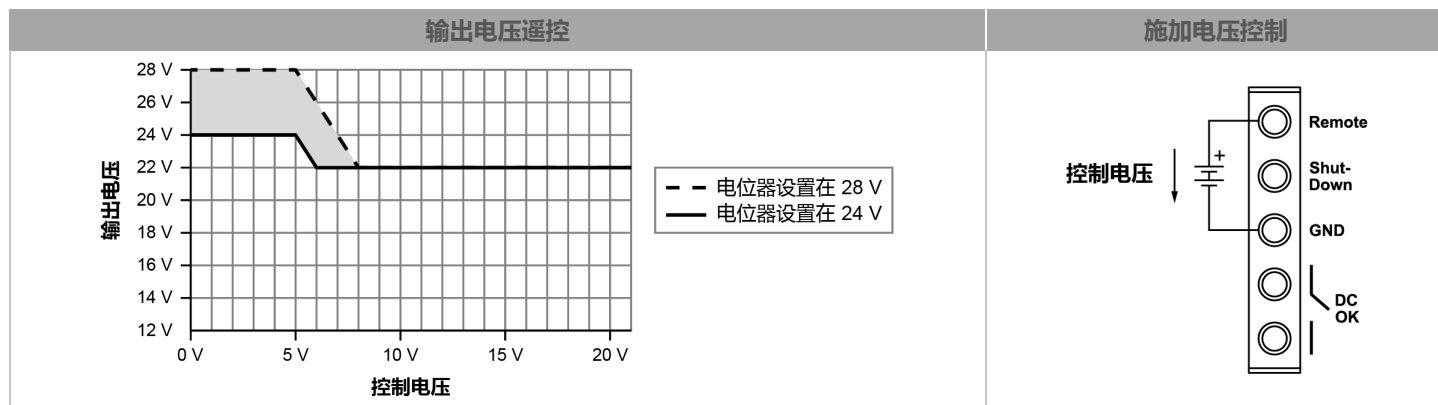 输出电压遥控
施加电压控制
28 V
26 V
24 V
22 V
20 V
18 V
16 V
14 V
12 V
输出电压
0 V
5 V
10 V
15 V
20 V
控制电压
电位器设置在 28 V
电位器设置在 24 V
控制电压
+
Remote
Shut-
Down
GND
DC
OK